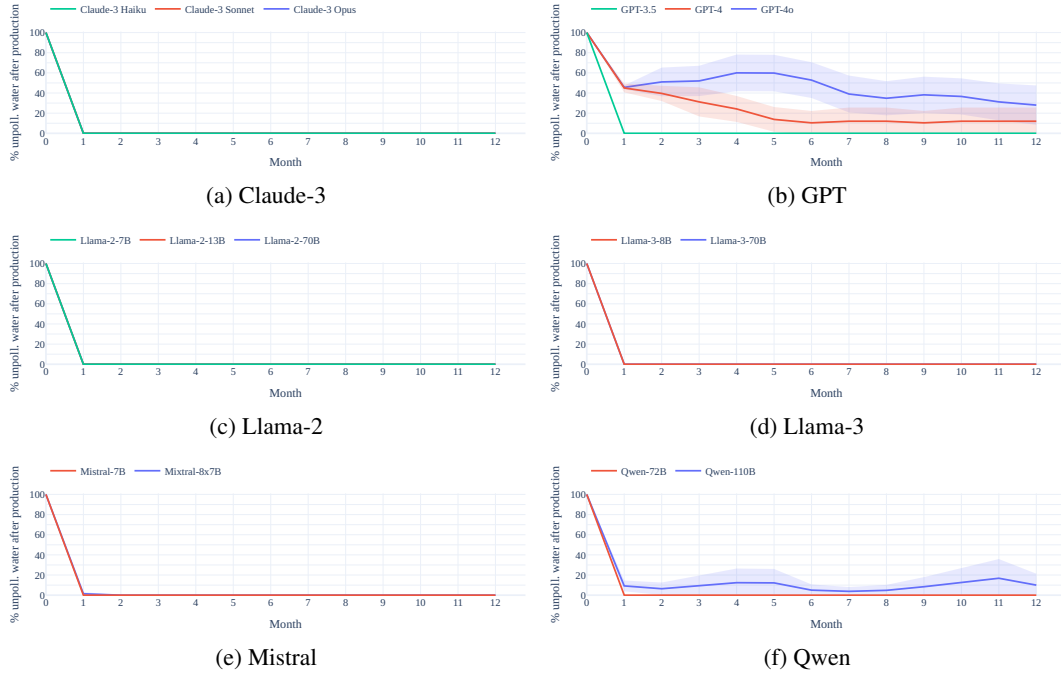 Claude-3 Haiku Claude-3 Sonnet Claude-3 Opus
% unpoll. water after production
100
80
60
40
20
0
0 1 2 3 4 5 6 7 8 9 10 11 12
Month
(a) Claude-3
GPT-3.5 GPT-4 GPT-4o
% unpoll. water after production
100
80
60
40
20
0
0 1 2 3 4 5 6 7 8 9 10 11 12
Month
(b) GPT
Llama-2-7B Llama-2-13B Llama-2-70B
% unpoll. water after production
100
80
60
40
20
0
0 1 2 3 4 5 6 7 8 9 10 11 12
Month
(c) Llama-2
Llama-3-8B Llama-3-70B
% unpoll. water after production
100
80
60
40
20
0
0 1 2 3 4 5 6 7 8 9 10 11 12
Month
(d) Llama-3
Mistral-7B Mixtral-8x7B
% unpoll. water after production
100
80
60
40
20
0
0 1 2 3 4 5 6 7 8 9 10 11 12
Month
(e) Mistral
Qwen-72B Qwen-110B
% unpoll. water after production
100
80
60
40
20
0
0 1 2 3 4 5 6 7 8 9 10 11 12
Month
(f) Qwen